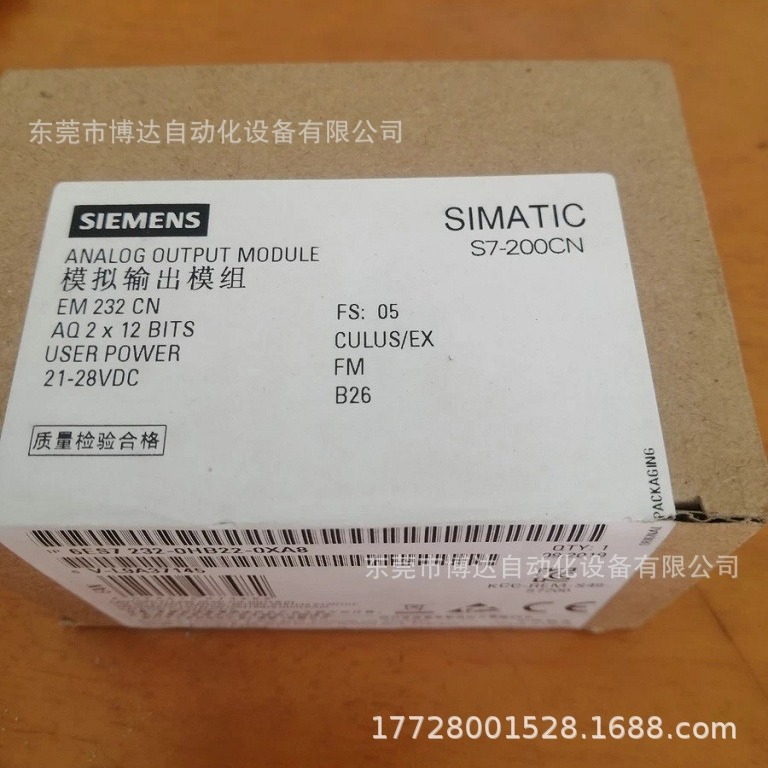 东莞市博达自动化设备有限公司
SIEMENS
SIMATIC
S7-200CN
ANALOG OUTPUT MODULE
模拟输出模组
EM 232 CN
AQ 2 x 12 BITS
USER POWER
21-28VDC
FS: 05
CULUS/EX
FM
B26
质量检验合格
PACKAGING
1P 6ES7 232-0HB22-0XA8
QTY: 1
东莞市博达自动化设备有限公司
CE
17728001528.1688.com